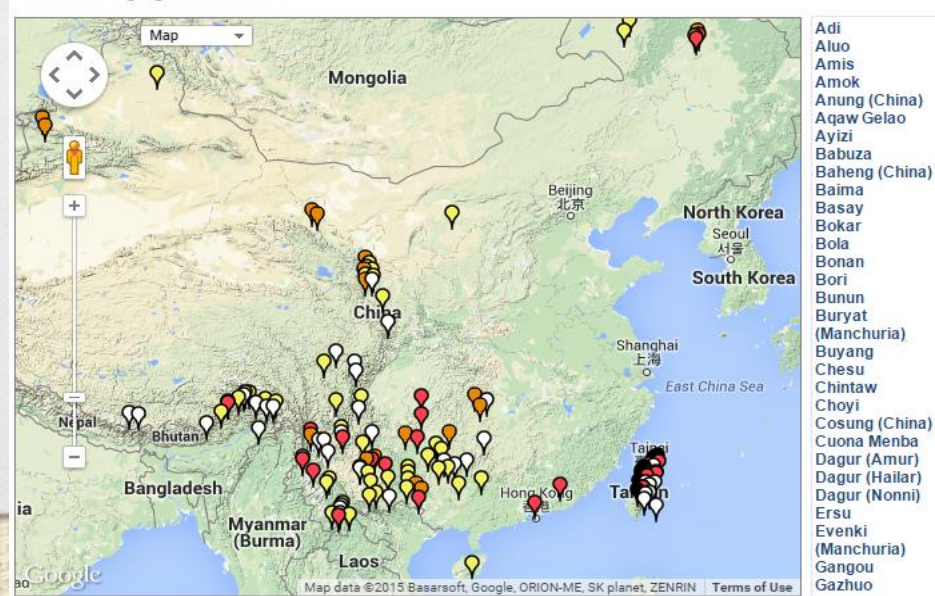 Map
Mongolia
Beijing
北京
North Korea
Seoul
서울
South Korea
China
Shanghai
上海
East China Sea
Nepal
Bhutan
Taipei
Bangladesh
Hong Kong
香港
Taiwan
ia
Myanmar
(Burma)
Laos
Google
Map data ©2015 Basarsoft, Google, ORION-ME, SK planet, ZENRIN
Terms of Use
Adi
Aluo
Amis
Amok
Anung (China)
Aqaw Gelao
Ayizi
Babuza
Baheng (China)
Baima
Basay
Bokar
Bola
Bonan
Bori
Bunun
Buryat
(Manchuria)
Buyang
Chesu
Chintaw
Choyi
Cosung (China)
Cuona Menba
Dagur (Amur)
Dagur (Hailar)
Dagur (Nonni)
Ersu
Evenki
(Manchuria)
Gangou
Gazhuo